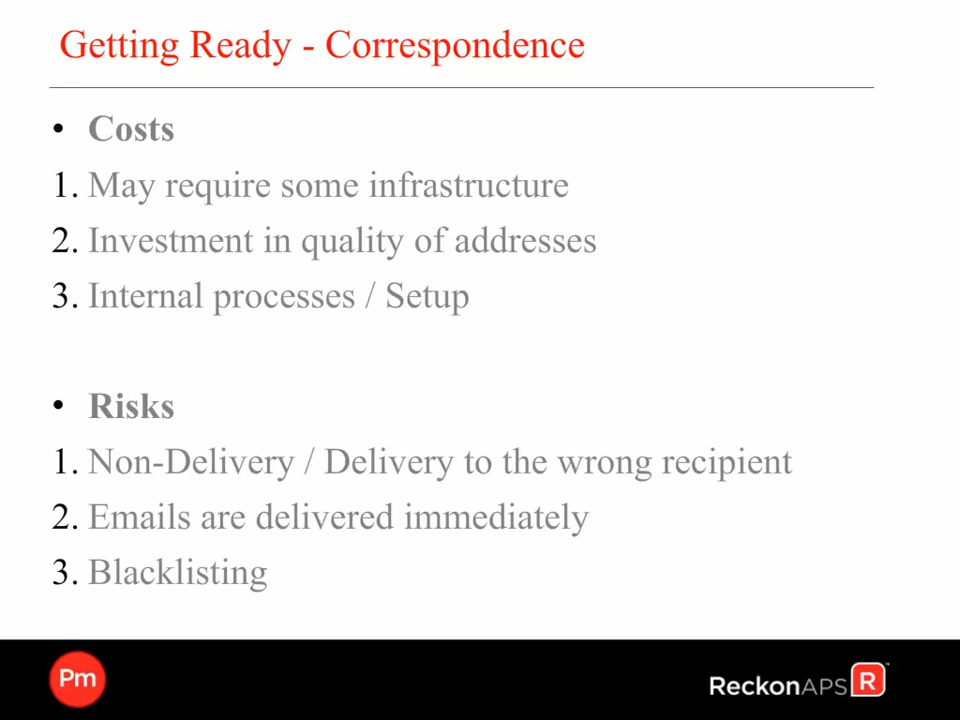 Getting Ready - Correspondence
• Costs
1. May require some infrastructure
2. Investment in quality of addresses
3. Internal processes / Setup
• Risks
1. Non-Delivery / Delivery to the wrong recipient
2. Emails are delivered immediately
3. Blacklisting
Pm
ReckonAPS R ™